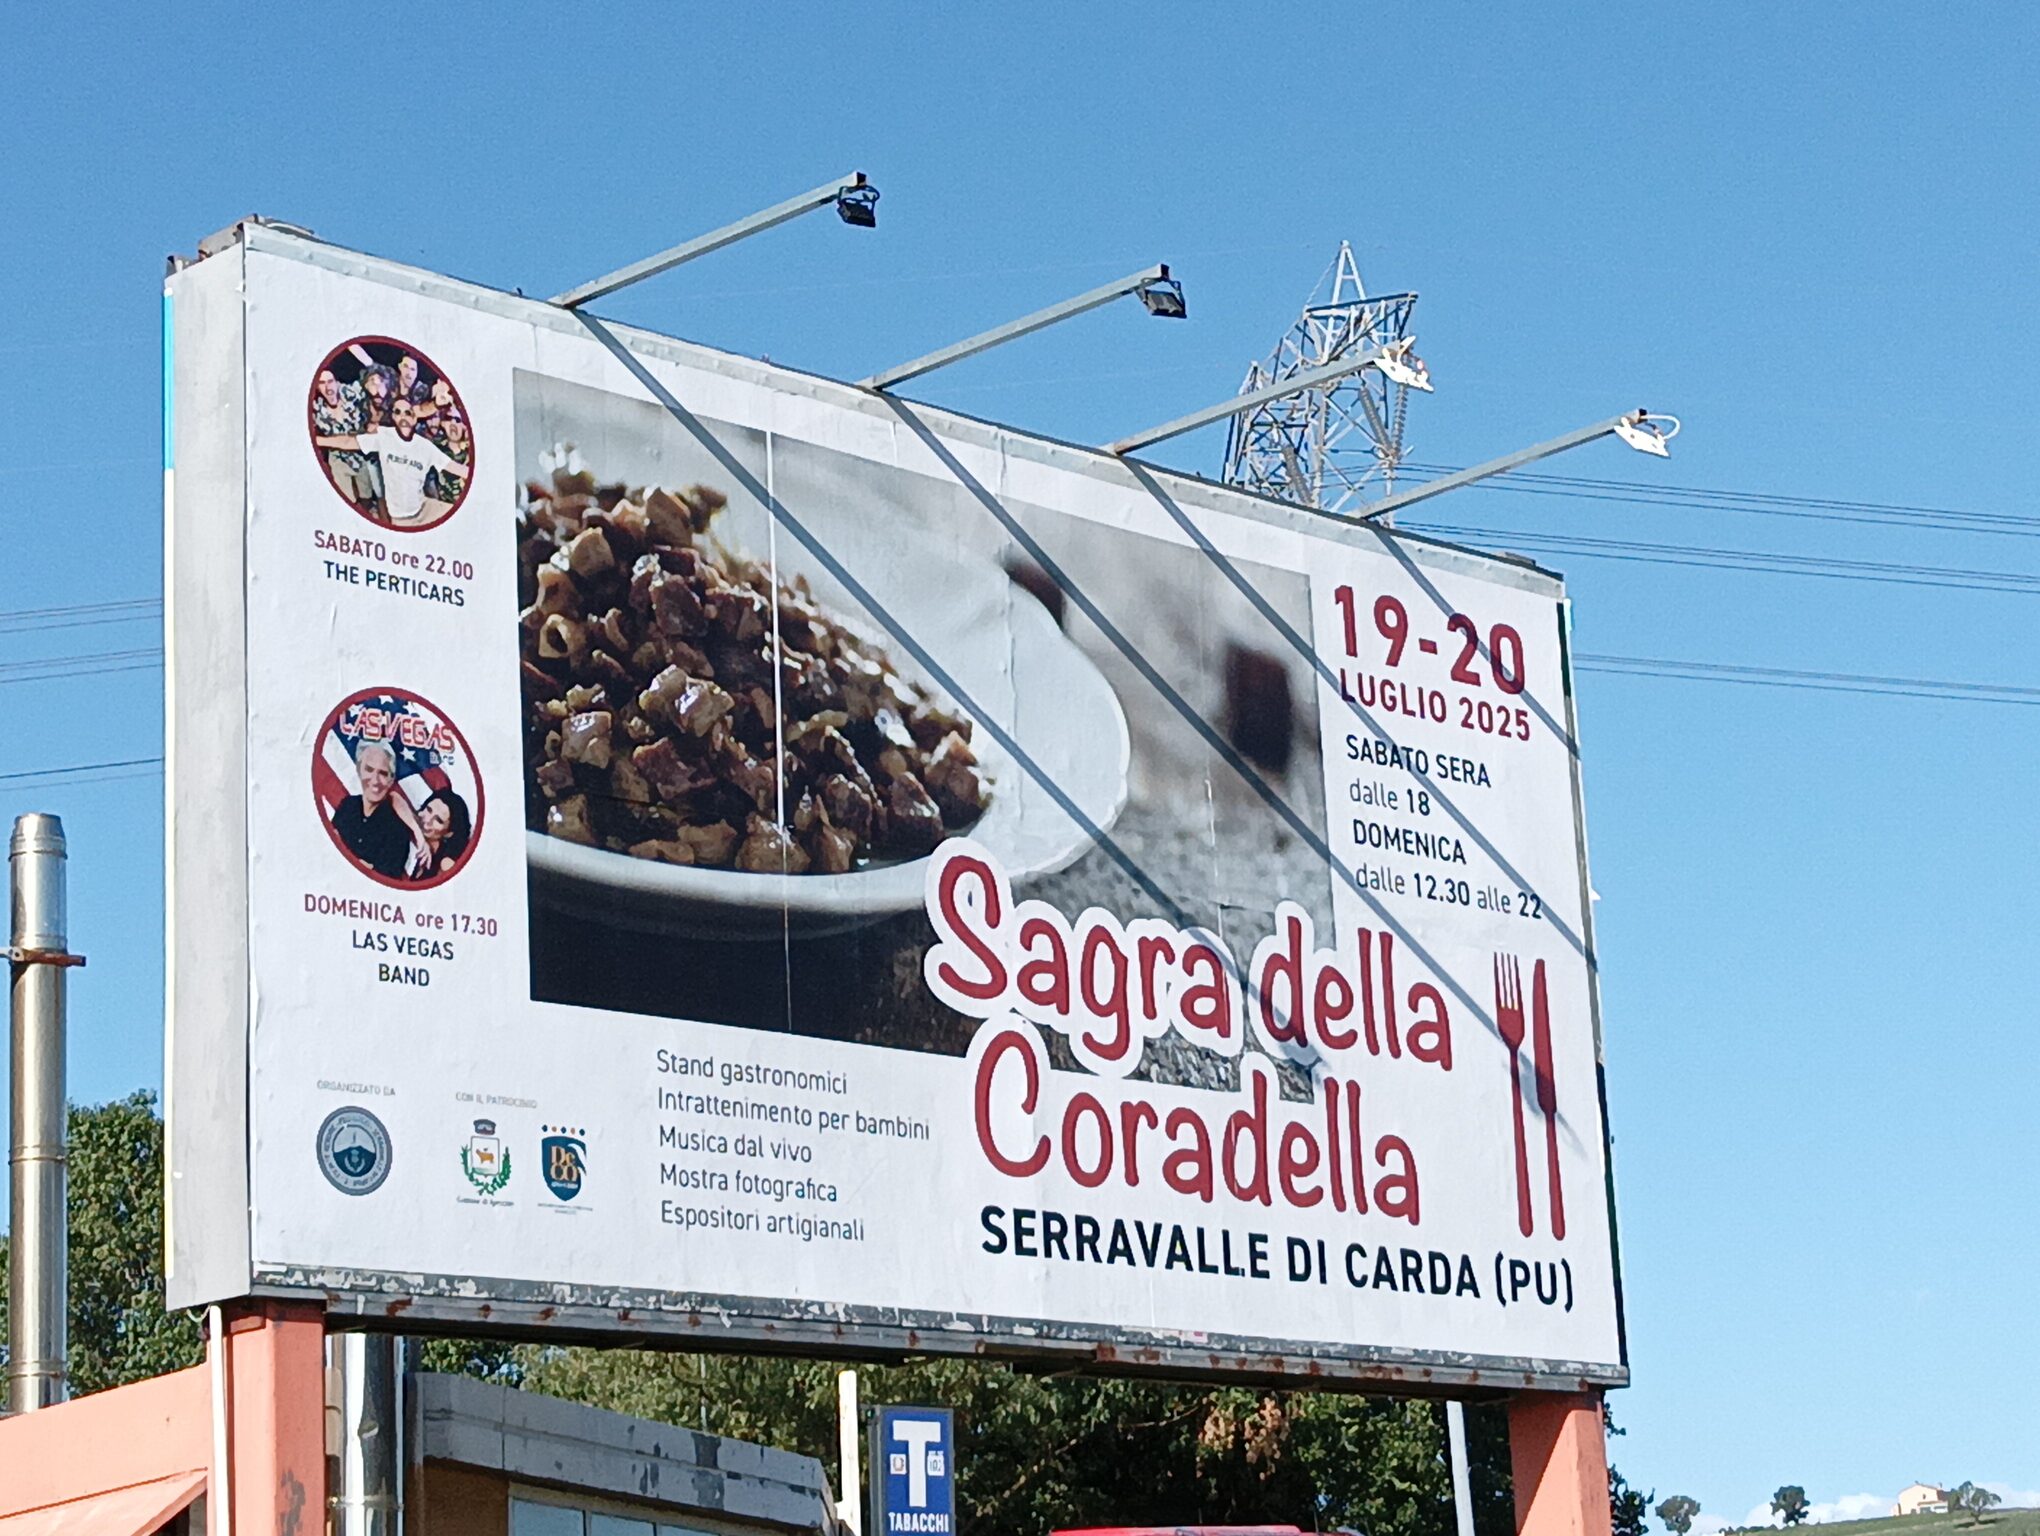 SABATO ore 22.00
THE PERTICARS
LAS VEGAS
DOMENICA ore 17.30
LAS VEGAS
BAND
19-20
LUGLIO 2025
SABATO SERA
dalle 18
DOMENICA
dalle 12.30 alle 22
Sagra della
Coradella
SERRAVALLE DI CARDA (PU)
Stand gastronomici
Intrattenimento per bambini
Musica dal vivo
Mostra fotografica
Espositori artigianali
ORGANIZZATO DA
CON IL PATROCINIO
T
TABACCHI